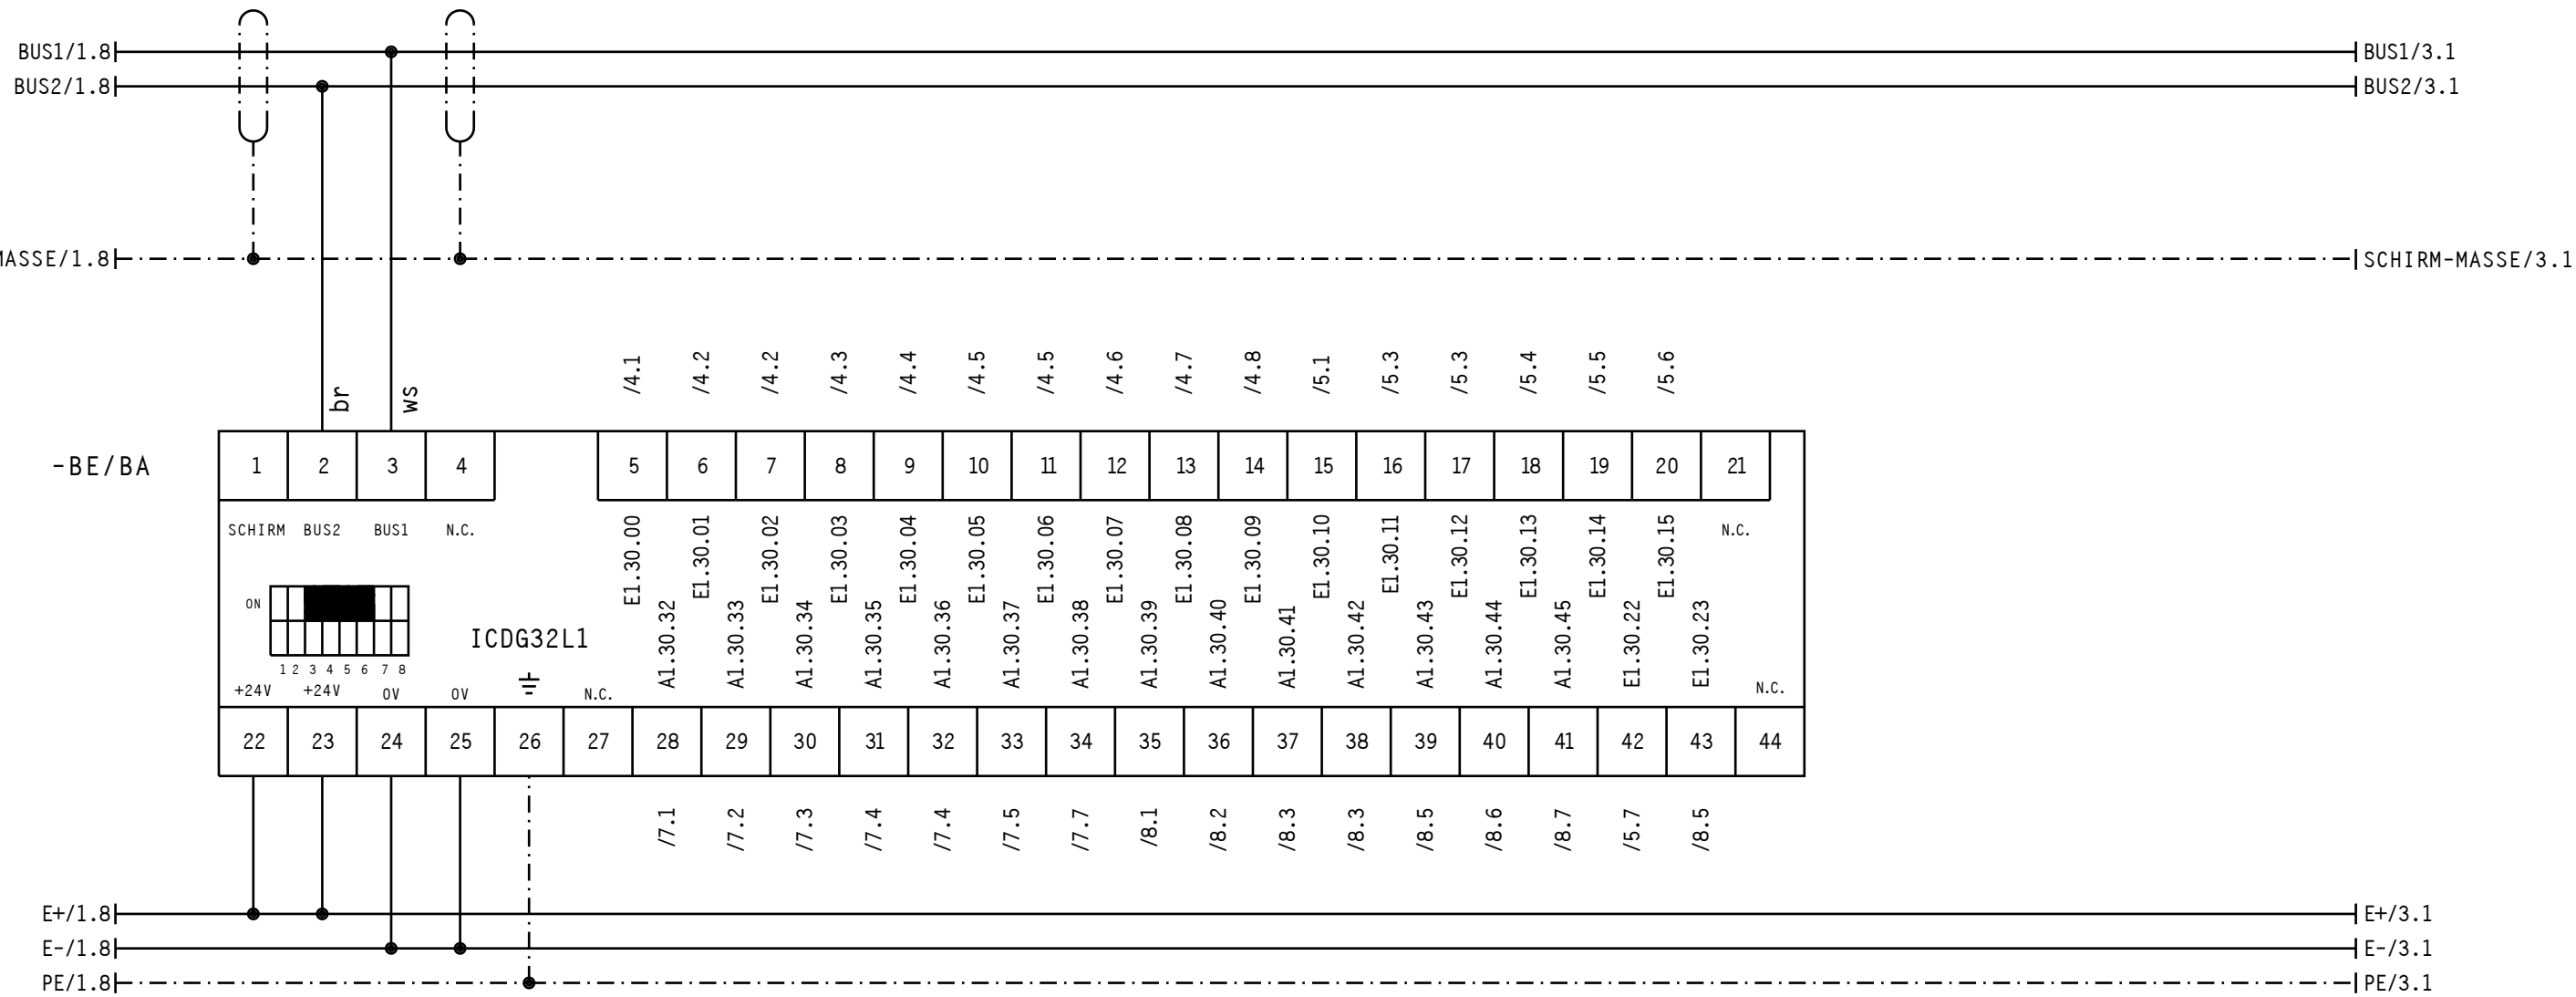 BUS1/1.8 BUS1/3.1
BUS2/1.8 BUS2/3.1
MASSE/1.8 SCHIRM-MASSE/3.1
/4.1 /4.2 /4.2 /4.3 /4.4 /4.5 /4.5 /4.6 /4.7 /4.8 /5.1 /5.3 /5.3 /5.4 /5.5 /5.6
br ws
-BE/BA 1 2 3 4 5 6 7 8 9 10 11 12 13 14 15 16 17 18 19 20 21
SCHIRM BUS2 BUS1 N.C. N.C.
E1.30.00 E1.30.01 E1.30.02 E1.30.03 E1.30.04 E1.30.05 E1.30.06 E1.30.07 E1.30.08 E1.30.09 E1.30.10 E1.30.11 E1.30.12 E1.30.13 E1.30.14 E1.30.15
ON
ICDG32L1
A1.30.32 A1.30.33 A1.30.34 A1.30.35 A1.30.36 A1.30.37 A1.30.38 A1.30.39 A1.30.40 A1.30.41 A1.30.42 A1.30.43 A1.30.44 A1.30.45 E1.30.22 E1.30.23
1 2 3 4 5 6 7 8
+24V +24V 0V 0V N.C. N.C.
22 23 24 25 26 27 28 29 30 31 32 33 34 35 36 37 38 39 40 41 42 43 44
/7.1 /7.2 /7.3 /7.4 /7.4 /7.5 /7.7 /8.1 /8.2 /8.3 /8.3 /8.5 /8.6 /8.7 /5.7 /8.5
E+/1.8 E+/3.1
E-/1.8 E-/3.1
PE/1.8 PE/3.1